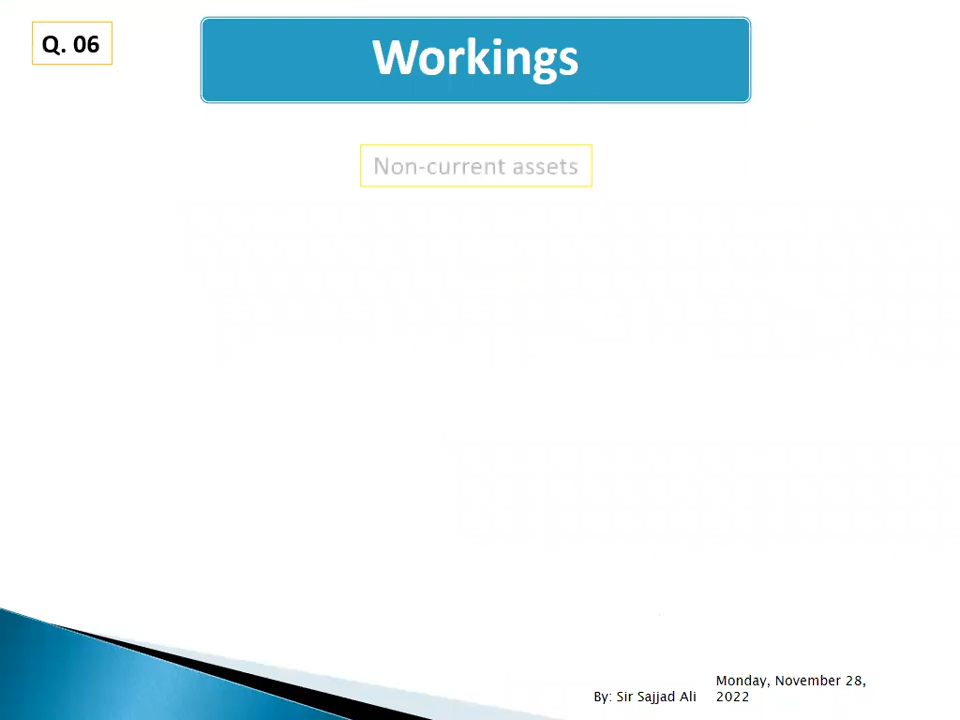 Q. 06
Workings
Non-current assets
By: Sir Sajjad Ali
Monday, November 28,
2022